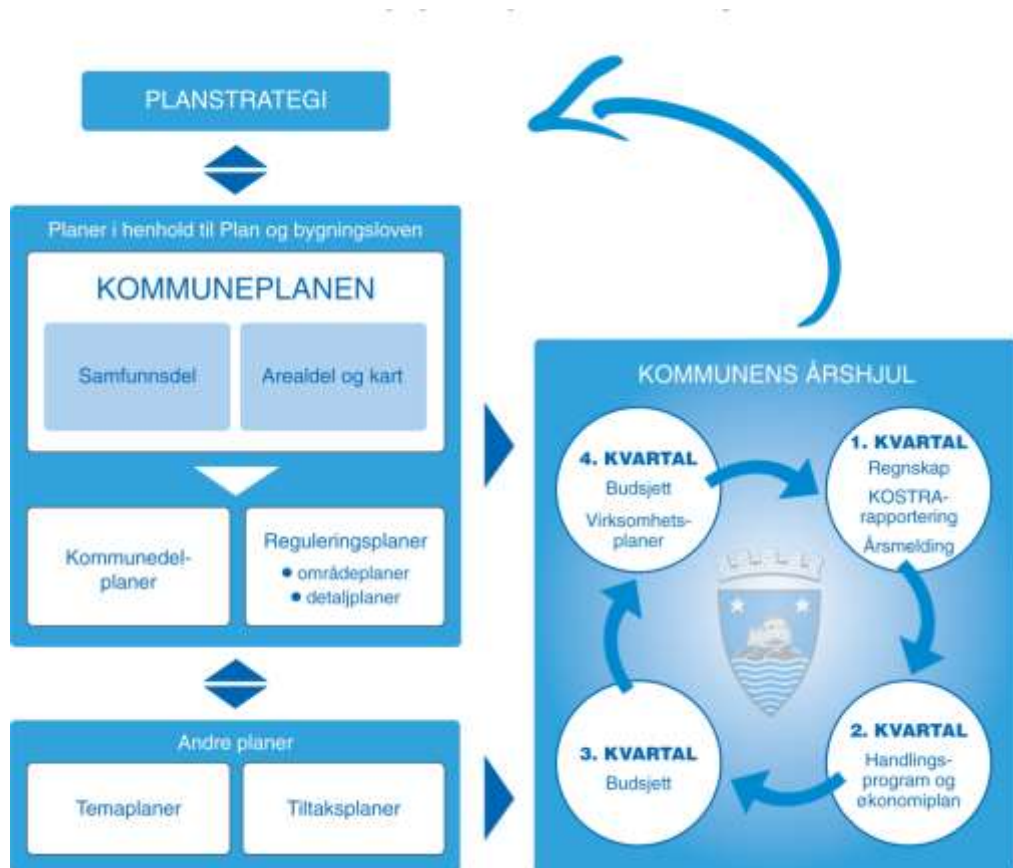 PLANSTRATEGI
Planer i henhold til Plan og bygningsloven
KOMMUNEPLANEN
Samfunnsdel
Arealdel og kart
Kommunedel-
planer
Reguleringsplaner
• områdeplaner
• detaljplaner
Andre planer
Temaplaner
Tiltaksplaner
KOMMUNENS ÅRSHJUL
4. KVARTAL
Budsjett
Virksomhets-
planer
1. KVARTAL
Regnskap
KOSTRA-
rapportering
Årsmelding
3. KVARTAL
Budsjett
2. KVARTAL
Handlings-
program og
økonomiplan